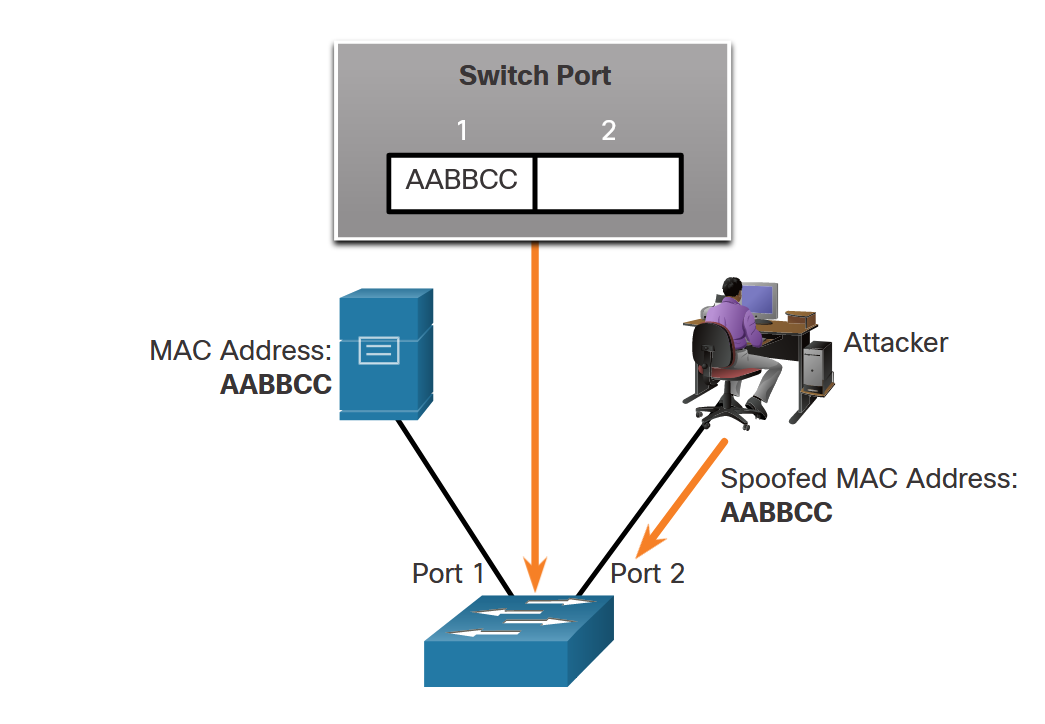 Switch Port
1 2
AABBCC
MAC Address:
AABBCC
Attacker
Spoofed MAC Address:
AABBCC
Port 1
Port 2